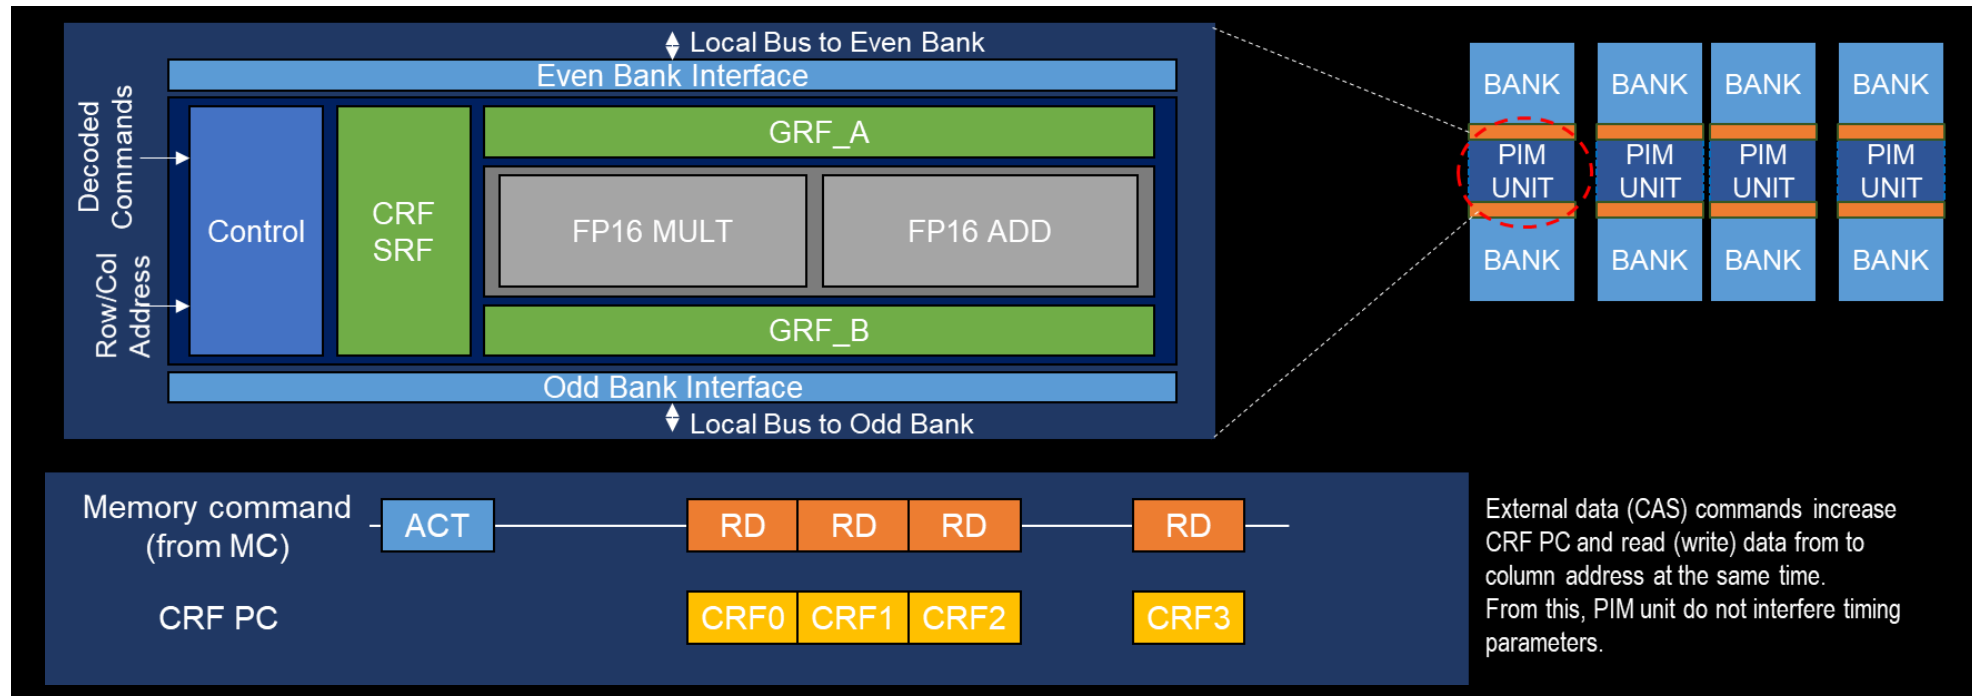 Local Bus to Even Bank
Even Bank Interface
Decoded
Commands
Row/Col
Address
Control
CRF
SRF
GRF_A
FP16 MULT
FP16 ADD
GRF_B
Odd Bank Interface
Local Bus to Odd Bank
BANK
BANK
BANK
BANK
PIM
UNIT
PIM
UNIT
PIM
UNIT
PIM
UNIT
BANK
BANK
BANK
BANK
Memory command
(from MC)
ACT
RD
RD
RD
RD
CRF PC
CRF0
CRF1
CRF2
CRF3
External data (CAS) commands increase
CRF PC and read (write) data from to
column address at the same time.
From this, PIM unit do not interfere timing
parameters.